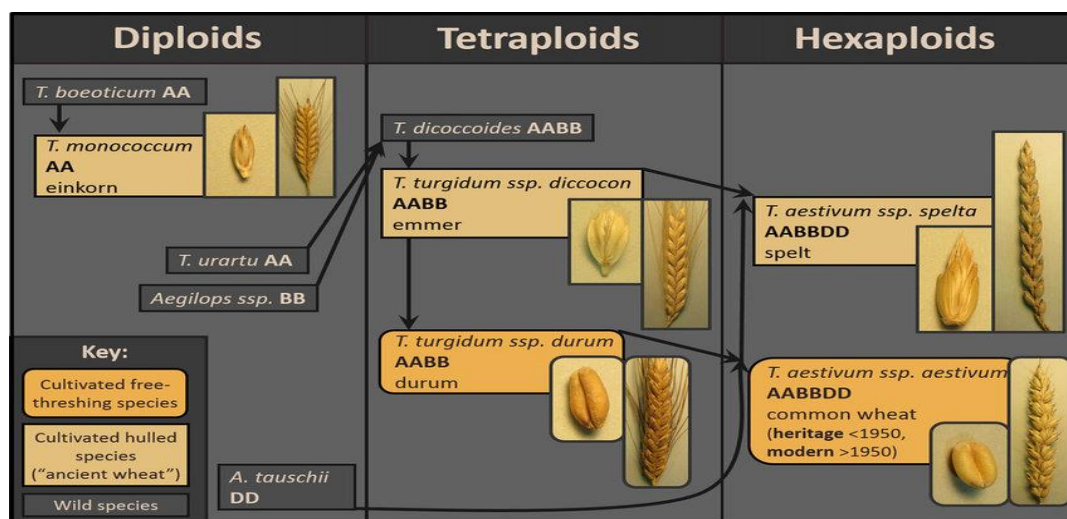 Diploids
T. boeoticum AA
T. monococcum
AA
einkorn
T. urartu AA
Aegilops ssp. BB
Key:
Cultivated free-
threshing species
Cultivated hulled
species
(“ancient wheat”)
Wild species
A. tauschii
DD
Tetraploids
T. dicoccoides AABB
T. turgidum ssp. diccocon
AABB
emmer
T. turgidum ssp. durum
AABB
durum
Hexaploids
T. aestivum ssp. spelta
AABBDD
spelt
T. aestivum ssp. aestivum
AABBDD
common wheat
(heritage <1950,
modern >1950)